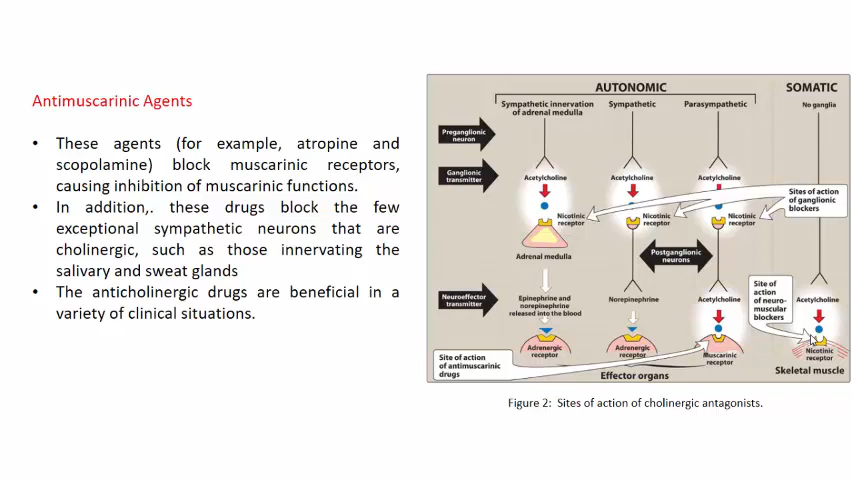 Antimuscarinic Agents
• These agents (for example, atropine and
scopolamine) block muscarinic receptors,
causing inhibition of muscarinic functions.
• In addition,. these drugs block the few
exceptional sympathetic neurons that are
cholinergic, such as those innervating the
salivary and sweat glands
• The anticholinergic drugs are beneficial in a
variety of clinical situations.
AUTONOMIC
SOMATIC
Sympathetic innervation
of adrenal medulla
Sympathetic
Parasympathetic
No ganglia
Preganglionic
neuron
Ganglionic
transmitter
Acetylcholine
Acetylcholine
Acetylcholine
Sites of action
of ganglionic
blockers
Nicotinic
receptor
Nicotinic
receptor
Nicotinic
receptor
Adrenal medulla
Postganglionic
neurons
Site of
action
of neuro-
muscular
blockers
Neuroeffector
transmitter
Epinephrine and
norepinephrine
released into the blood
Norepinephrine
Acetylcholine
Acetylcholine
Adrenergic
receptor
Adrenergic
receptor
Muscarinic
receptor
Nicotinic
receptor
Site of action
of antimuscarinic
drugs
Effector organs
Skeletal muscle
Figure 2: Sites of action of cholinergic antagonists.